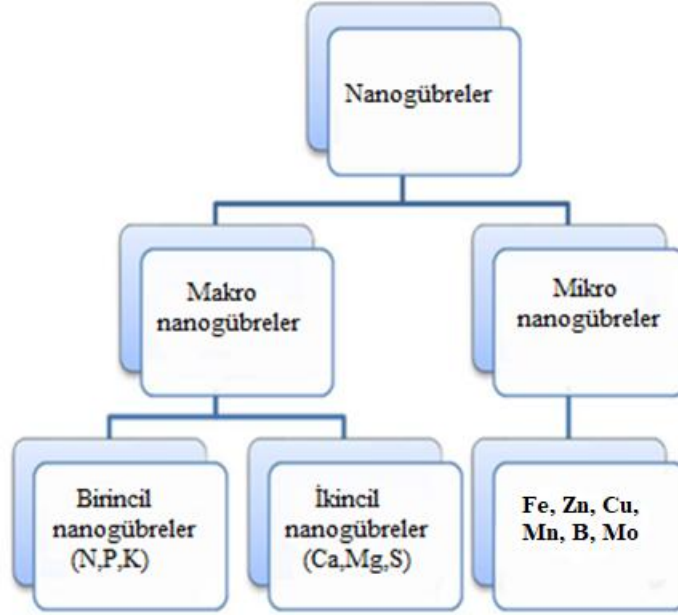 Nanogübreler
Makro
nanogübreler
Mikro
nanogübreler
Birincil
nanogübreler
(N,P,K)
İkincil
nanogübreler
(Ca,Mg,S)
Fe, Zn, Cu,
Mn, B, Mo